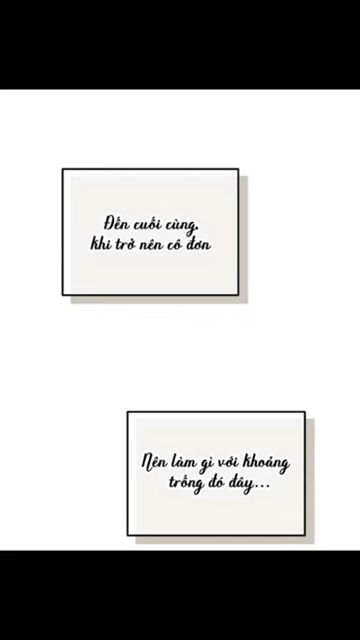 Đến cuối cùng,
khi trở nên cô đơn
Nên làm gì với khoảng
trống đó đây...